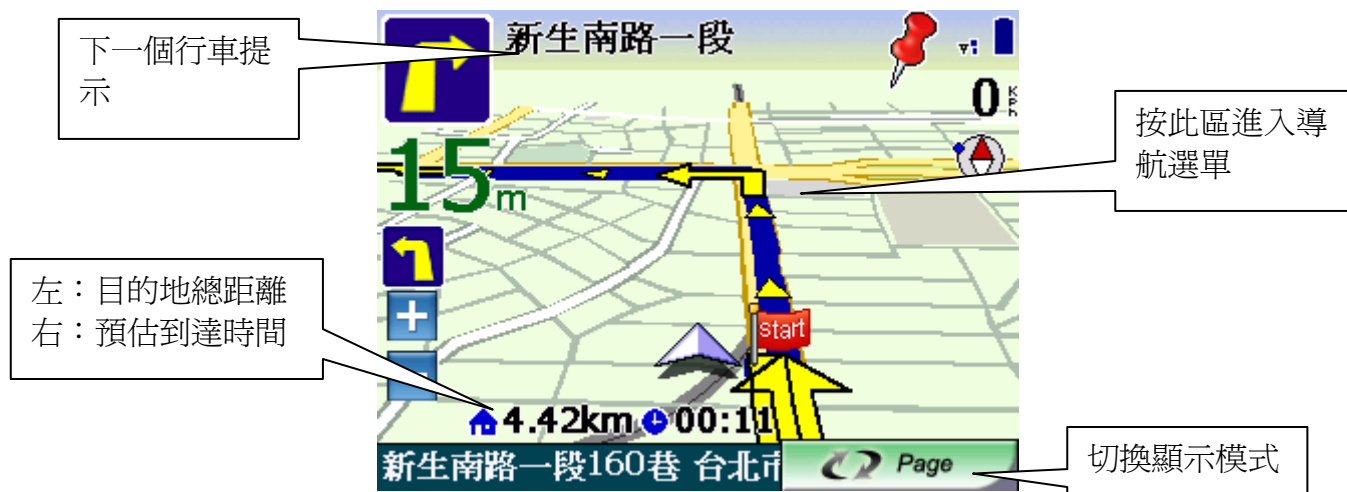 下一個行車提
示
新生南路一段
0 KPH
按此區進入導
航選單
15m
左：目的地總距離
右：預估到達時間
start
4.42km 00:11
新生南路一段160巷 台北市
Page
切換顯示模式